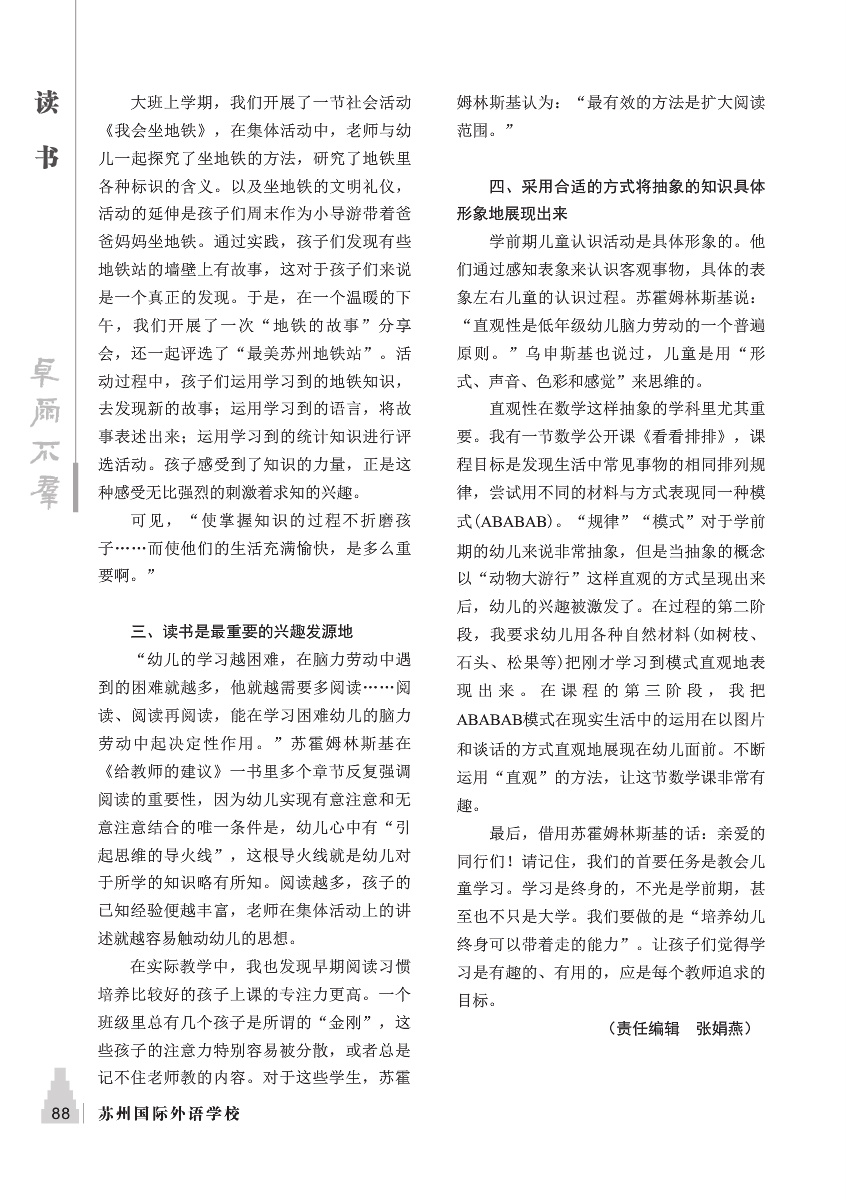 读
书
卓尔不群
大班上学期，我们开展了一节社会活动
《我会坐地铁》，在集体活动中，老师与幼
儿一起探究了坐地铁的方法，研究了地铁里
各种标识的含义。以及坐地铁的文明礼仪，
活动的延伸是孩子们周末作为小导游带着爸
爸妈妈坐地铁。通过实践，孩子们发现有些
地铁站的墙壁上有故事，这对于孩子们来说
是一个真正的发现。于是，在一个温暖的下
午，我们开展了一次“地铁的故事”分享
会，还一起评选了“最美苏州地铁站”。活
动过程中，孩子们运用学习到的地铁知识，
去发现新的故事；运用学习到的语言，将故
事表述出来；运用学习到的统计知识进行评
选活动。孩子感受到了知识的力量，正是这
种感受无比强烈的刺激着求知的兴趣。
可见，“使掌握知识的过程不折磨孩
子……而使他们的生活充满愉快，是多么重
要啊。”
三、读书是最重要的兴趣发源地
“幼儿的学习越困难，在脑力劳动中遇
到的困难就越多，他就越需要多阅读……阅
读、阅读再阅读，能在学习困难幼儿的脑力
劳动中起决定性作用。”苏霍姆林斯基在
《给教师的建议》一书里多个章节反复强调
阅读的重要性，因为幼儿实现有意注意和无
意注意结合的唯一条件是，幼儿心中有“引
起思维的导火线”，这根导火线就是幼儿对
于所学的知识略有所知。阅读越多，孩子的
已知经验便越丰富，老师在集体活动上的讲
述就越容易触动幼儿的思想。
在实际教学中，我也发现早期阅读习惯
培养比较好的孩子上课的专注力更高。一个
班级里总有几个孩子是所谓的“金刚”，这
些孩子的注意力特别容易被分散，或者总是
记不住老师教的内容。对于这些学生，苏霍
姆林斯基认为：“最有效的方法是扩大阅读
范围。”
四、采用合适的方式将抽象的知识具体
形象地展现出来
学前期儿童认识活动是具体形象的。他
们通过感知表象来认识客观事物，具体的表
象左右儿童的认识过程。苏霍姆林斯基说：
“直观性是低年级幼儿脑力劳动的一个普遍
原则。”乌申斯基也说过，儿童是用“形
式、声音、色彩和感觉”来思维的。
直观性在数学这样抽象的学科里尤其重
要。我有一节数学公开课《看看排排》，课
程目标是发现生活中常见事物的相同排列规
律，尝试用不同的材料与方式表现同一种模
式(ABABAB)。“规律”“模式”对于学前
期的幼儿来说非常抽象，但是当抽象的概念
以“动物大游行”这样直观的方式呈现出来
后，幼儿的兴趣被激发了。在过程的第二阶
段，我要求幼儿用各种自然材料(如树枝、
石头、松果等)把刚才学习到模式直观地表
现出来。在课程的第三阶段，我把
ABABAB模式在现实生活中的运用在以图片
和谈话的方式直观地展现在幼儿面前。不断
运用“直观”的方法，让这节数学课非常有
趣。
最后，借用苏霍姆林斯基的话：亲爱的
同行们！请记住，我们的首要任务是教会儿
童学习。学习是终身的，不光是学前期，甚
至也不只是大学。我们要做的是“培养幼儿
终身可以带着走的能力”。让孩子们觉得学
习是有趣的、有用的，应是每个教师追求的
目标。
（责任编辑　张娟燕）
88 苏州国际外语学校